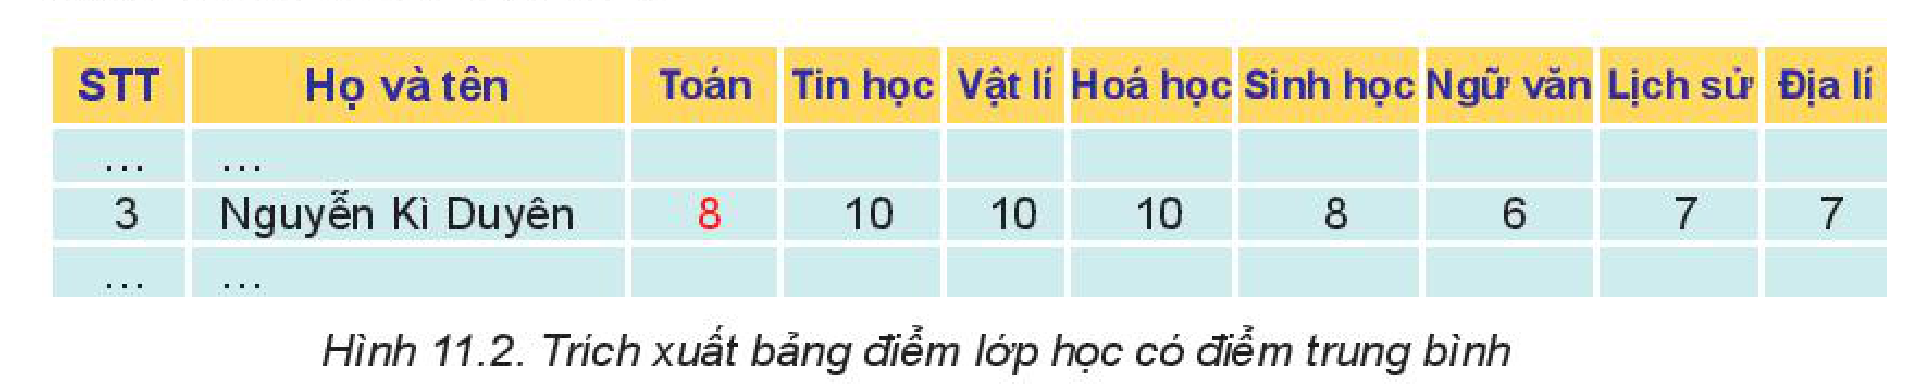 STT Họ và tên Toán Tin học Vật lí Hoá học Sinh học Ngữ văn Lịch sử Địa lí
... ...
3 Nguyễn Kì Duyên 8 10 10 10 8 6 7 7
... ...
Hình 11.2. Trích xuất bảng điểm lớp học có điểm trung bình